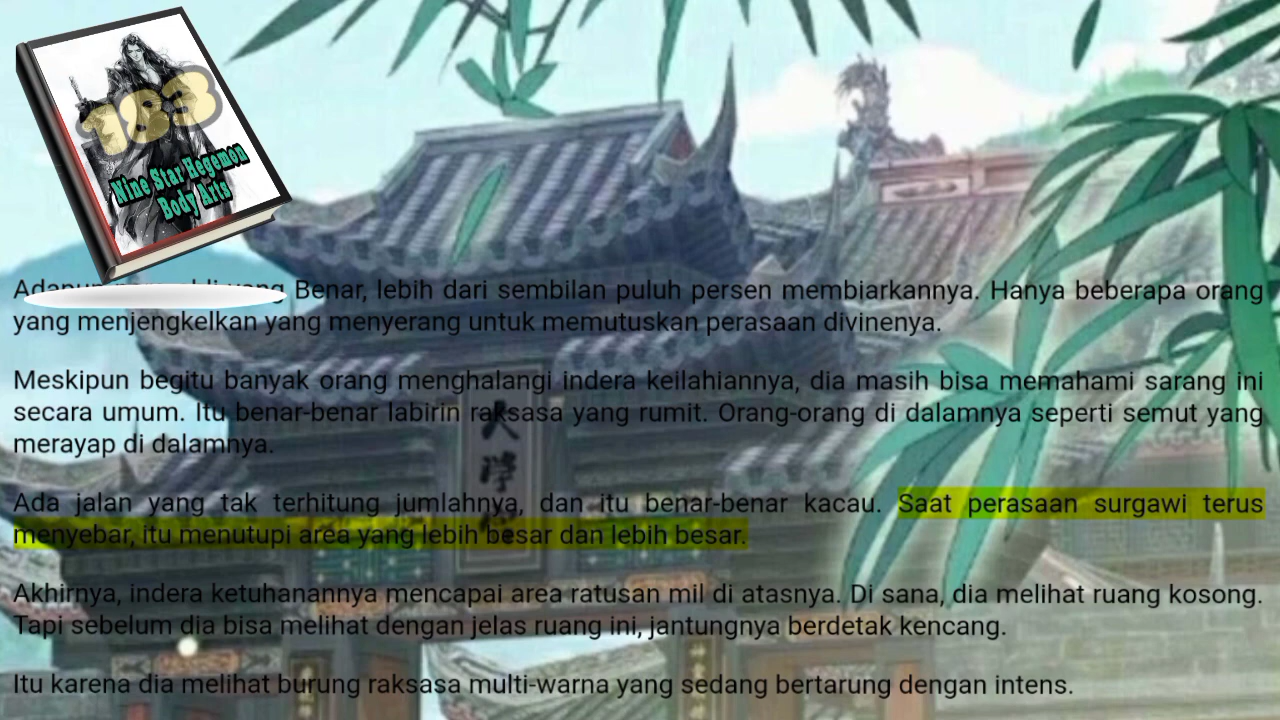 183
Nine Star Hegemon
Body Arts
Benar, lebih dari sembilan puluh persen membiarkannya. Hanya beberapa orang
yang menjengkelkan yang menyerang untuk memutuskan perasaan divinenya.
Meskipun begitu banyak orang menghalangi indera keilahiannya, dia masih bisa memahami sarang ini
secara umum. Itu benar-benar labirin raksasa yang rumit. Orang-orang di dalamnya seperti semut yang
merayap di dalamnya.
Ada jalan yang tak terhitung jumlahnya, dan itu benar-benar kacau. Saat perasaan surgawi terus
menyebar, itu menutupi area yang lebih besar dan lebih besar.
Akhirnya, indera ketuhanannya mencapai area ratusan mil di atasnya. Di sana, dia melihat ruang kosong.
Tapi sebelum dia bisa melihat dengan jelas ruang ini, jantungnya berdetak kencang.
Itu karena dia melihat burung raksasa multi-warna yang sedang bertarung dengan intens.